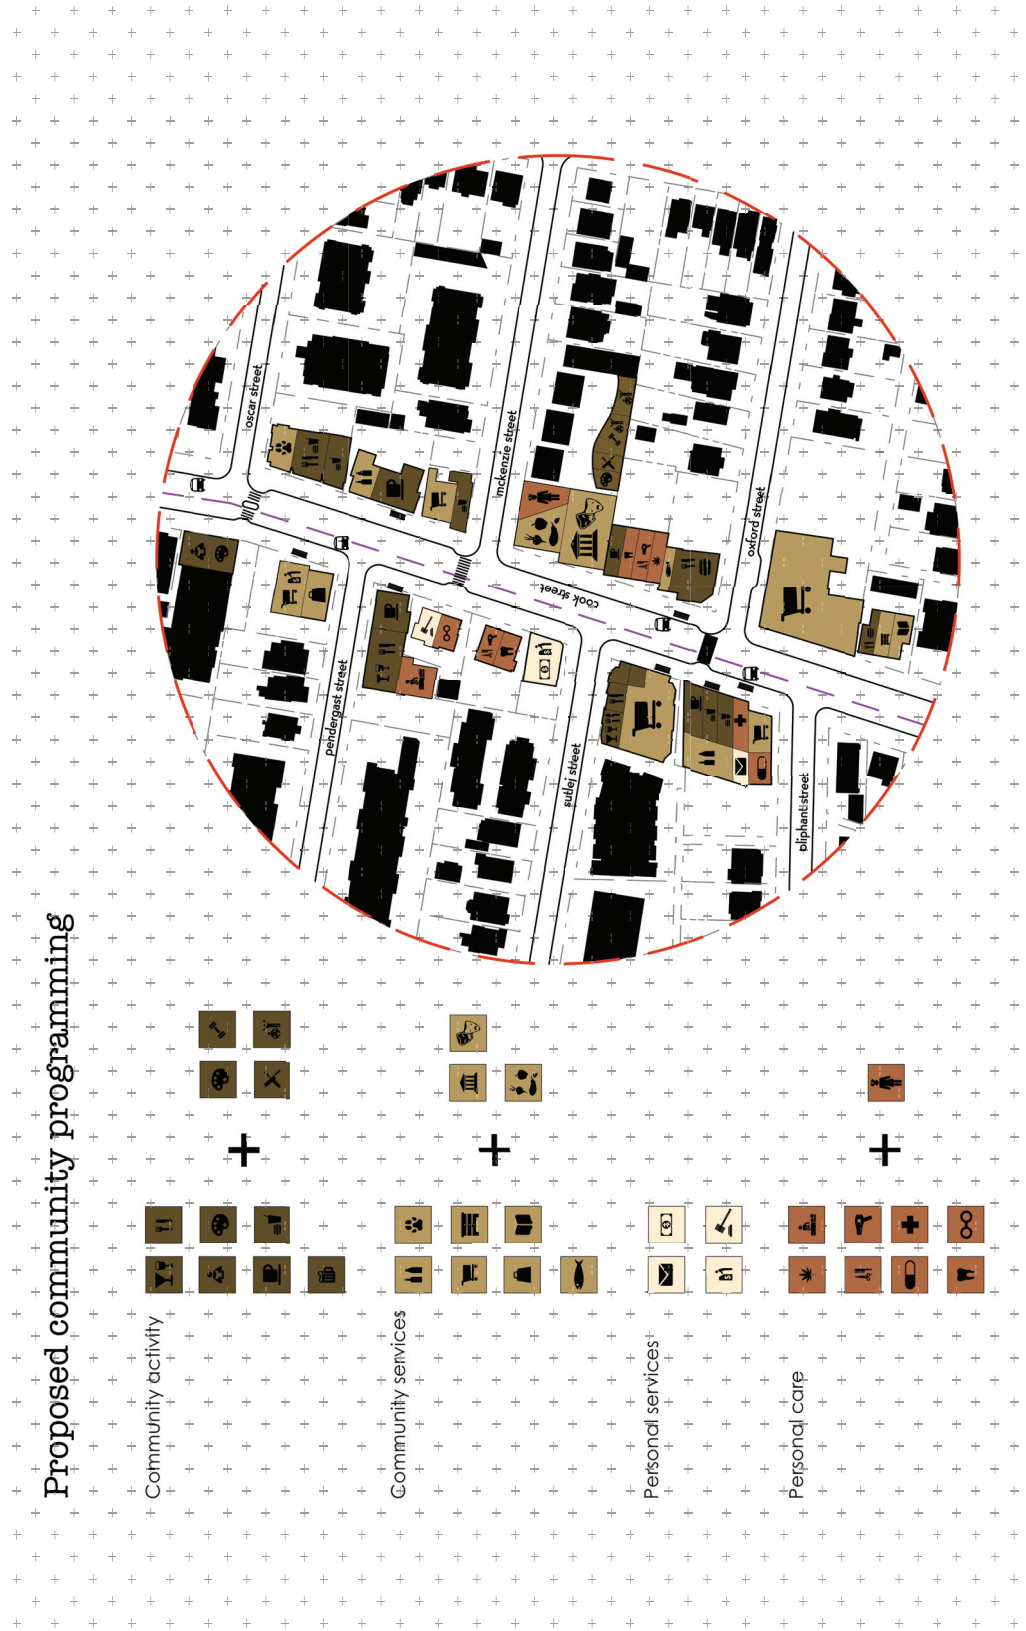 Proposed community programming
Community activity
Community services
Personal services
Personal care
oscar street
mckenzie street
oxford street
cook street
pendergast street
sutlej street
oliphant street